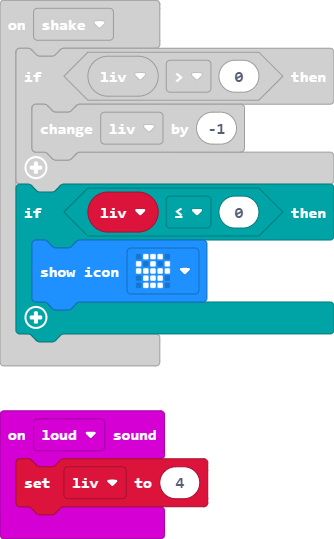 on shake
if liv > 0 then
change liv by -1
if liv ≤ 0 then
show icon
on loud sound
set liv to 4